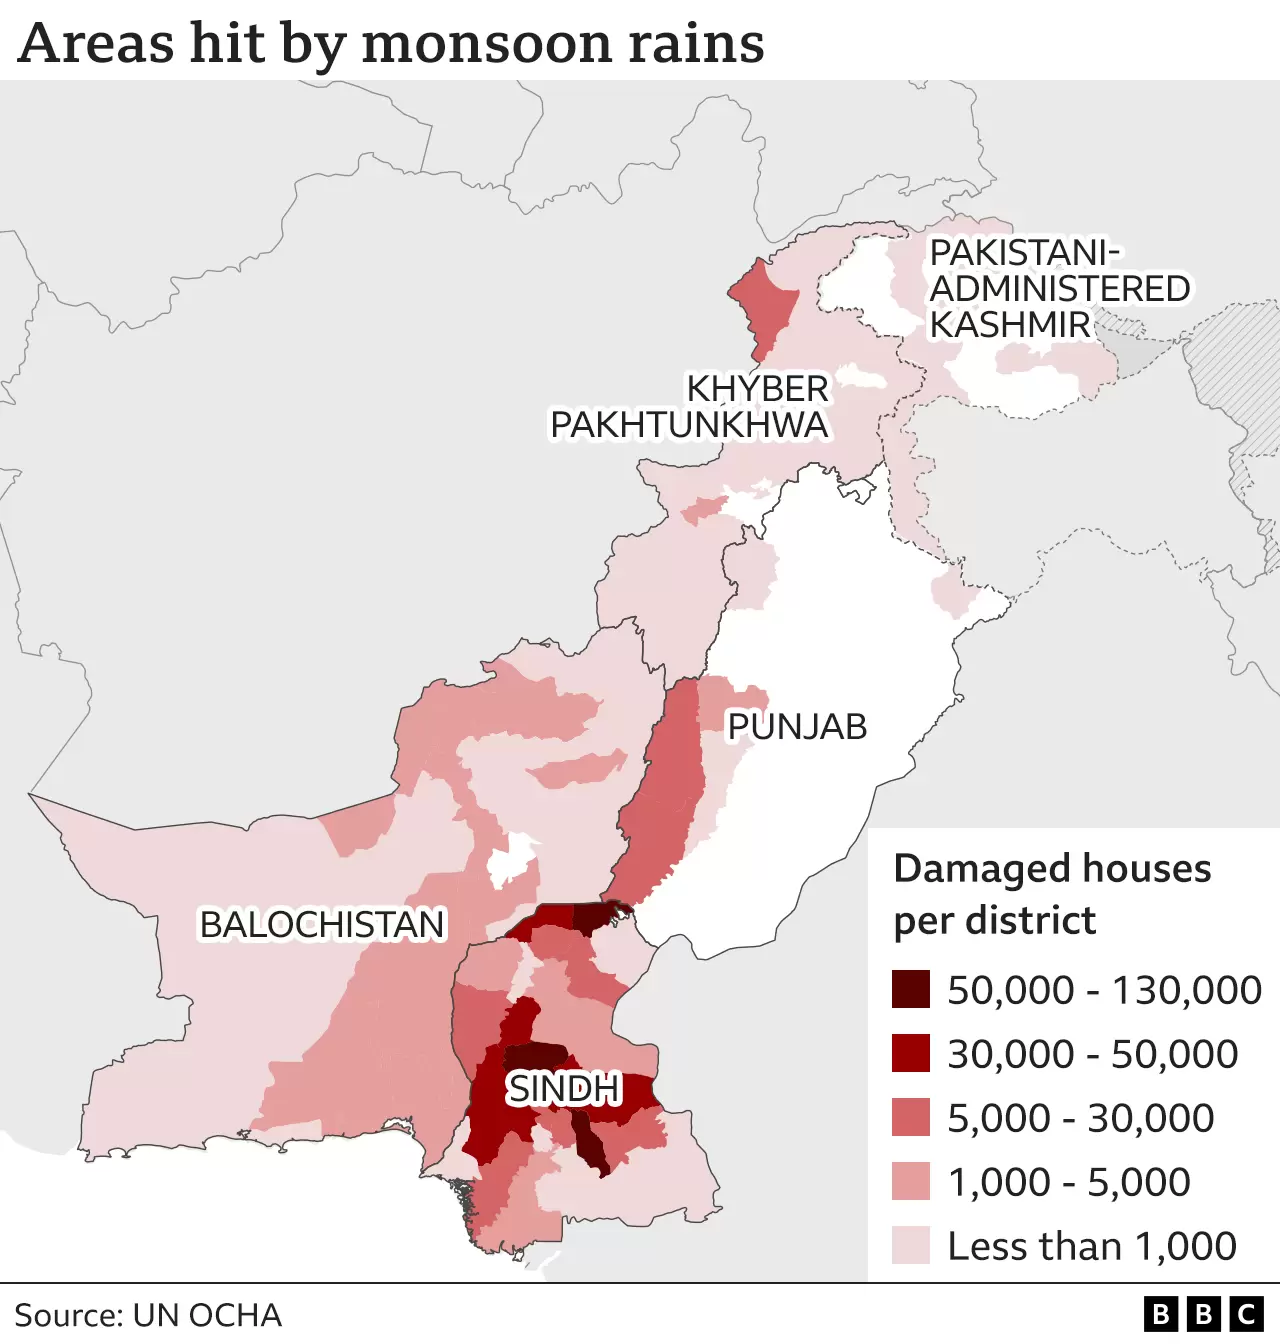 Areas hit by monsoon rains
PAKISTANI-
ADMINISTERED
KASHMIR
KHYBER
PAKHTUNKHWA
PUNJAB
BALOCHISTAN
SINDH
Damaged houses
per district
50,000 - 130,000
30,000 - 50,000
5,000 - 30,000
1,000 - 5,000
Less than 1,000
Source: UN OCHA
BBC